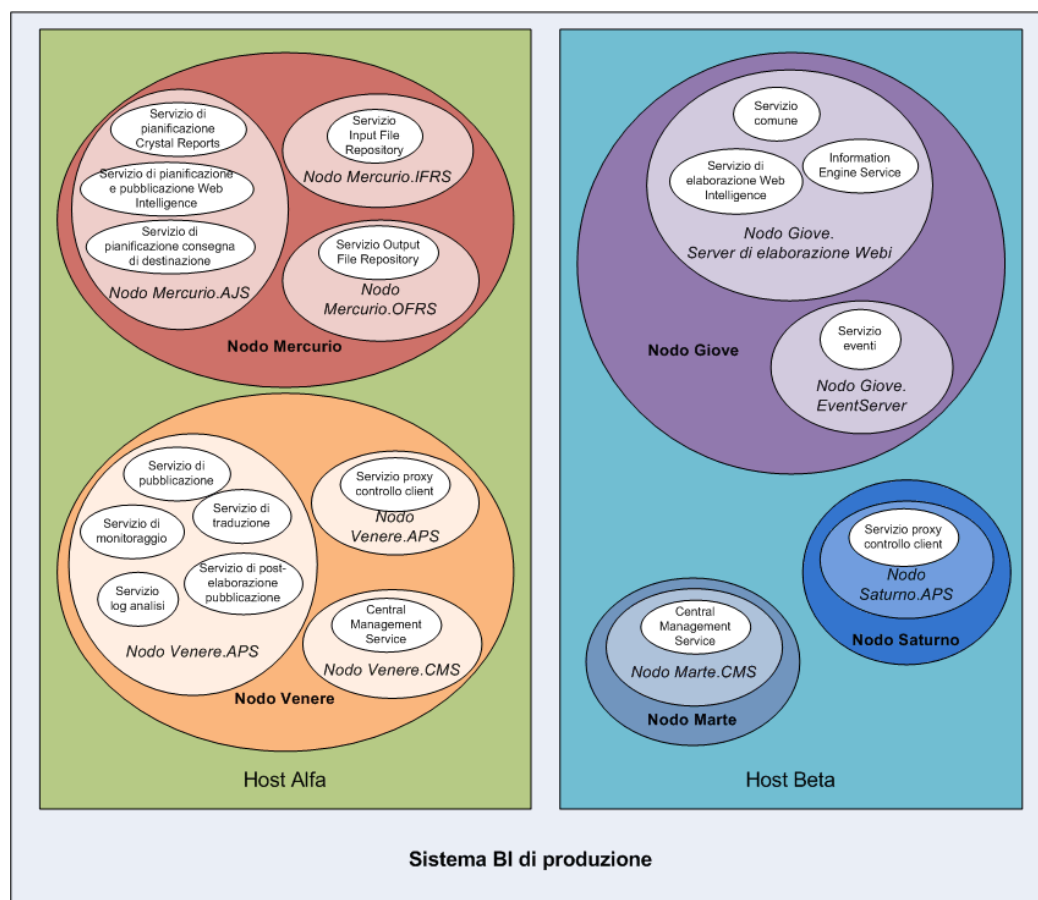 Servizio di
pianificazione
Crystal Reports
Servizio di pianificazione
e pubblicazione Web
Intelligence
Servizio di
pianificazione consegna
di destinazione
Nodo Mercurio.AJS
Servizio
Input File
Repository
Nodo Mercurio.IFRS
Servizio Output
File Repository
Nodo
Mercurio.OFRS
Nodo Mercurio
Servizio di
pubblicazione
Servizio di
traduzione
Servizio di
monitoraggio
Servizio di post-
elaborazione
pubblicazione
Servizio
log analisi
Nodo Venere.APS
Servizio proxy
controllo client
Nodo
Venere.APS
Central
Management
Service
Nodo Venere.CMS
Nodo Venere
Host Alfa
Servizio
comune
Servizio di
elaborazione Web
Intelligence
Information
Engine Service
Nodo Giove.
Server di elaborazione Webi
Nodo Giove
Servizio
eventi
Nodo Giove.
EventServer
Servizio proxy
controllo client
Nodo
Saturno.APS
Nodo Saturno
Central
Management
Service
Nodo Marte.CMS
Nodo Marte
Host Beta
Sistema BI di produzione